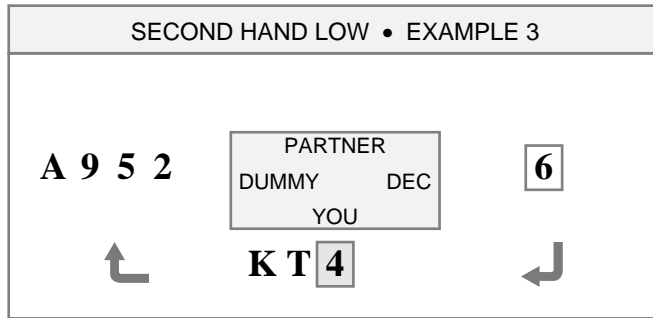 SECOND HAND LOW • EXAMPLE 3
PARTNER
A 9 5 2 DUMMY DEC 6
YOU
K T 4